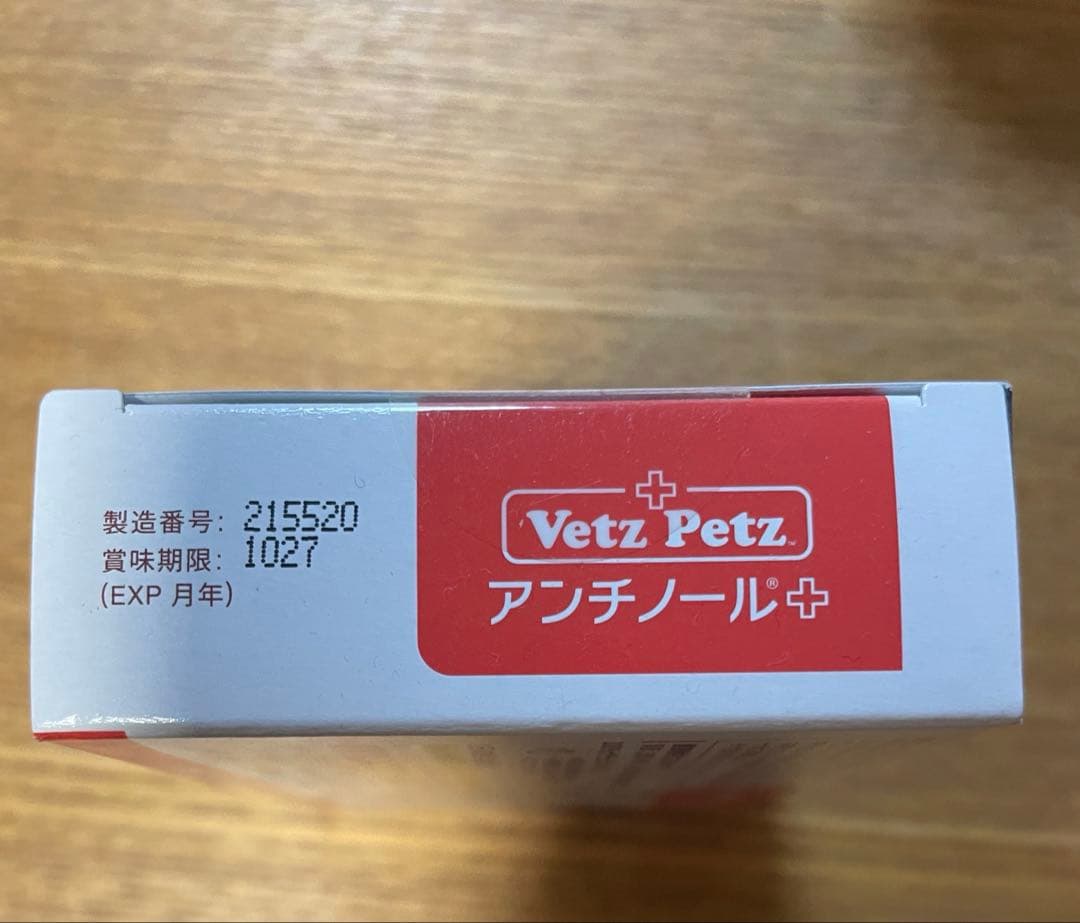 製造番号: 215520
賞味期限: 1027
(EXP 月年)
Vetz Petz™
アンチノール®+